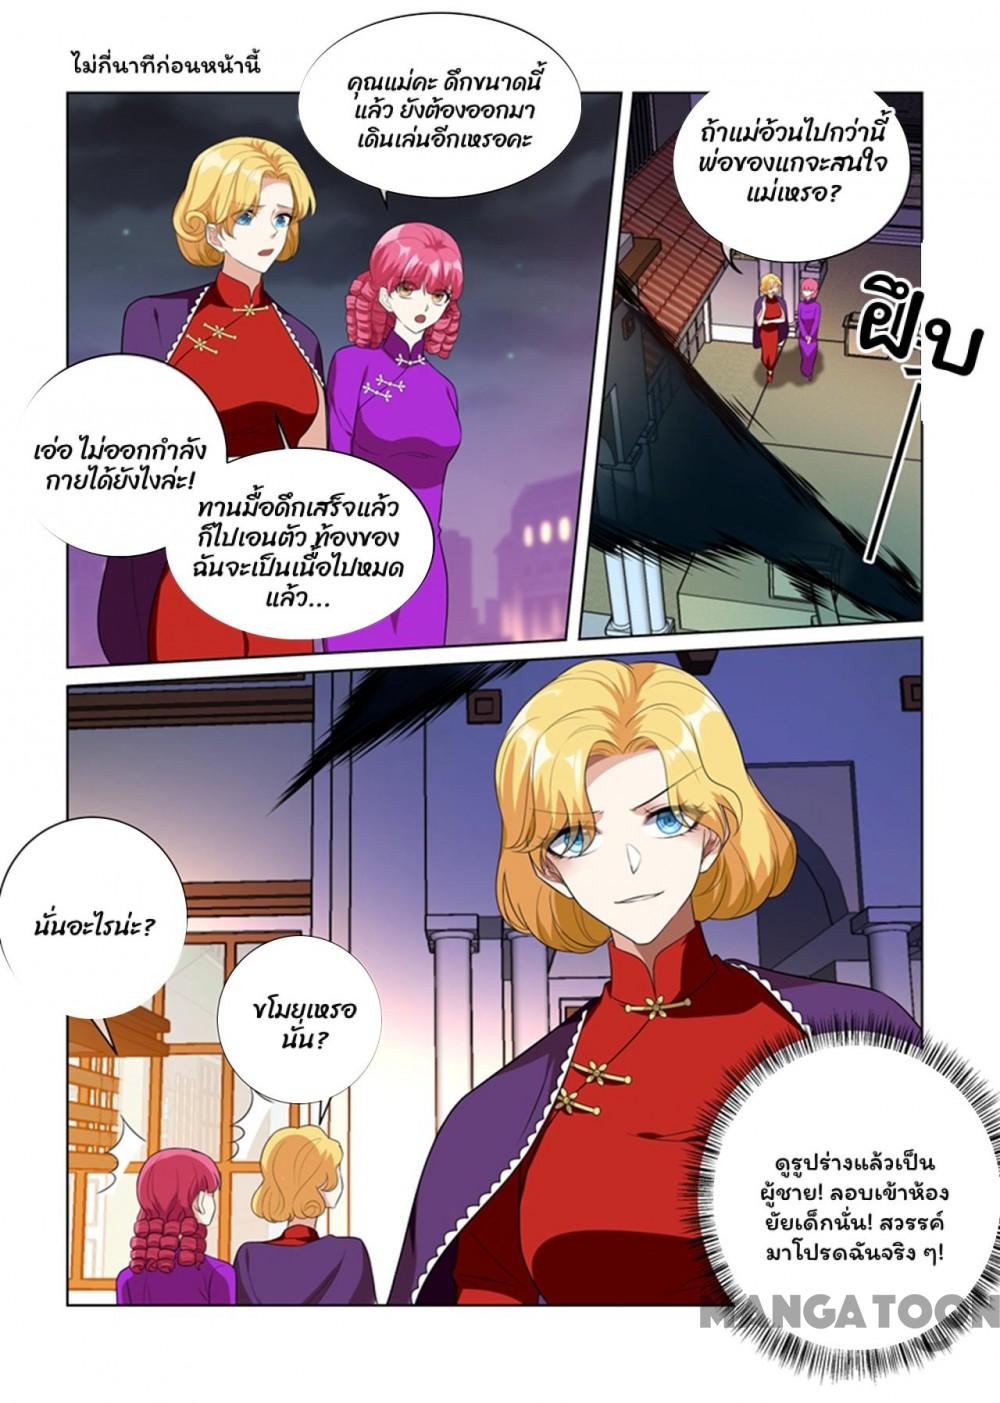 ไม่กี่นาทีก่อนหน้านี้
คุณแม่คะ ดึกขนาดนี้
แล้ว ยังต้องออกมา
เดินเล่นอีกเหรอคะ
เอ่อ ไม่ออกกำลัง
กายได้ยังไงล่ะ!
ทานมื้อดึกเสร็จแล้ว
ก็ไปเอนตัว ท้องของ
ฉันจะเป็นเนื้อไปหมด
แล้ว...
ถ้าแม่อ้วนไปกว่านี้
พ่อของแกจะสนใจ
แม่เหรอ?
ฝึบ
นั่นอะไรน่ะ?
ขโมยเหรอ
นั่น?
ดูรูปร่างแล้วเป็น
ผู้ชาย! ลอบเข้าห้อง
ยัยเด็กนั่น! สวรรค์
มาโปรดฉันจริง ๆ!
MANGATOON